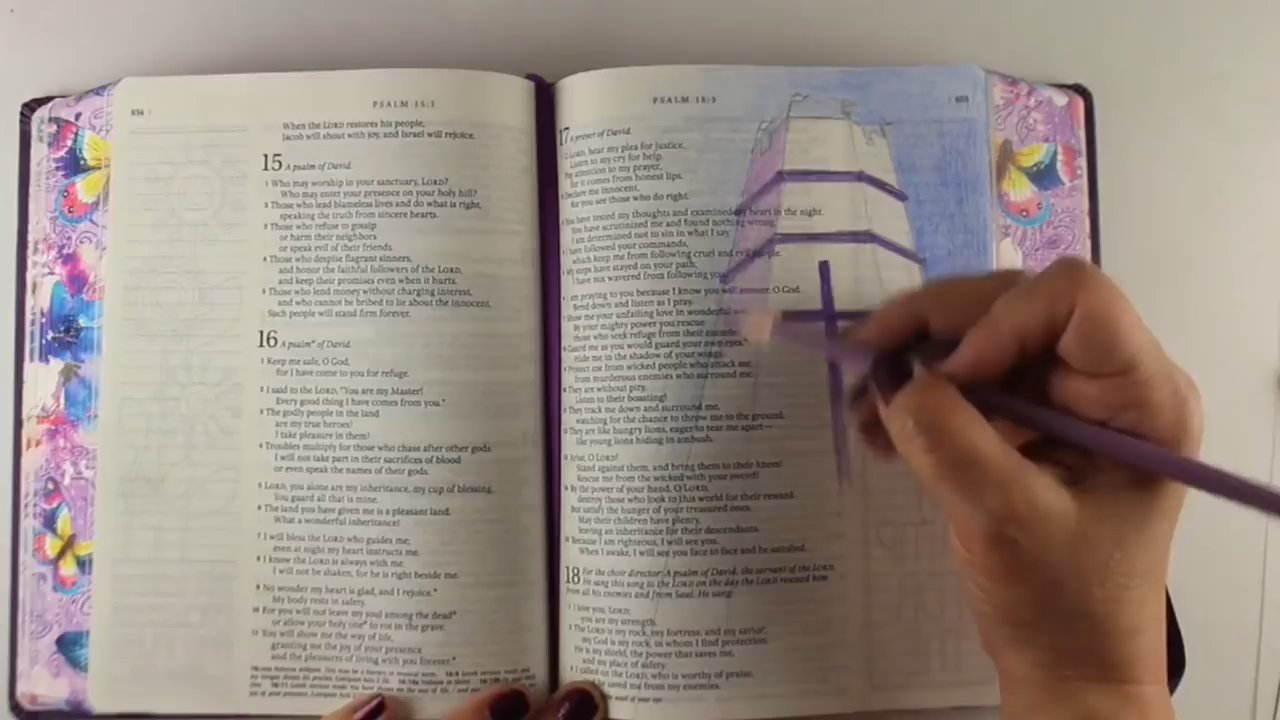 634
PSALM 15:1
When the LORD restores his people,
Jacob will shout with joy, and Israel will rejoice.
15 A psalm of David.
1 Who may worship in your sanctuary, LORD?
Who may enter your presence on your holy hill?
2 Those who lead blameless lives and do what is right,
speaking the truth from sincere hearts.
3 Those who refuse to gossip
or harm their neighbors
or speak evil of their friends.
4 Those who despise flagrant sinners,
and honor the faithful followers of the LORD,
and keep their promises even when it hurts.
5 Those who lend money without charging interest,
and who cannot be bribed to lie about the innocent.
Such people will stand firm forever.
16 A psalm* of David.
1 Keep me safe, O God,
for I have come to you for refuge.
2 I said to the LORD, "You are my Master!
Every good thing I have comes from you."
3 The godly people in the land
are my true heroes!
I take pleasure in them!
4 Troubles multiply for those who chase after other gods.
I will not take part in their sacrifices of blood
or even speak the names of their gods.
5 LORD, you alone are my inheritance, my cup of blessing.
You guard all that is mine.
6 The land you have given me is a pleasant land.
What a wonderful inheritance!
7 I will bless the LORD who guides me;
even at night my heart instructs me.
8 I know the LORD is always with me.
I will not be shaken, for he is right beside me.
9 No wonder my heart is glad, and I rejoice.*
My body rests in safety.
10 For you will not leave my soul among the dead*
or allow your holy one* to rot in the grave.
11 You will show me the way of life,
granting me the joy of your presence
and the pleasures of living with you forever.*
PSALM 18:3
635
17 A prayer of David.
1 O LORD, hear my plea for justice.
Listen to my cry for help.
Pay attention to my prayer,
for it comes from honest lips.
2 Declare me innocent,
for you see those who do right.
3 You have tested my thoughts and examined my heart in the night.
You have scrutinized me and found nothing wrong.
I am determined not to sin in what I say.
4 I have followed your commands,
which keep me from following cruel and evil people.
5 My steps have stayed on your path;
I have not wavered from following you.
6 I am praying to you because I know you will answer, O God.
Bend down and listen as I pray.
7 Show me your unfailing love in wonderful
By your mighty power you rescue
those who seek refuge from their enemies.
8 Guard me as you would guard your own eyes.*
Hide me in the shadow of your wings.
9 Protect me from wicked people who attack me,
from murderous enemies who surround me.
10 They are without pity.
Listen to their boasting!
11 They track me down and surround me,
watching for the chance to throw me to the ground.
12 They are like hungry lions, eager to tear me apart—
like young lions hiding in ambush.
13 Arise, O LORD!
Stand against them, and bring them to their knees!
Rescue me from the wicked with your sword!
14 By the power of your hand, O LORD,
destroy those who look to this world for their reward.
But satisfy the hunger of your treasured ones.
May their children have plenty,
leaving an inheritance for their descendants.
15 Because I am righteous, I will see you.
When I awake, I will see you face to face and be satisfied.
18 For the choir director: A psalm of David, the servant of the LORD.
He sang this song to the LORD on the day the LORD rescued him
from all his enemies and from Saul. He sang:
1 I love you, LORD;
you are my strength.
2 The LORD is my rock, my fortress, and my savior;
my God is my rock, in whom I find protection.
He is my shield, the power that saves me,
and my place of safety.
3 I called on the LORD, who is worthy of praise,
and he saved me from my enemies.